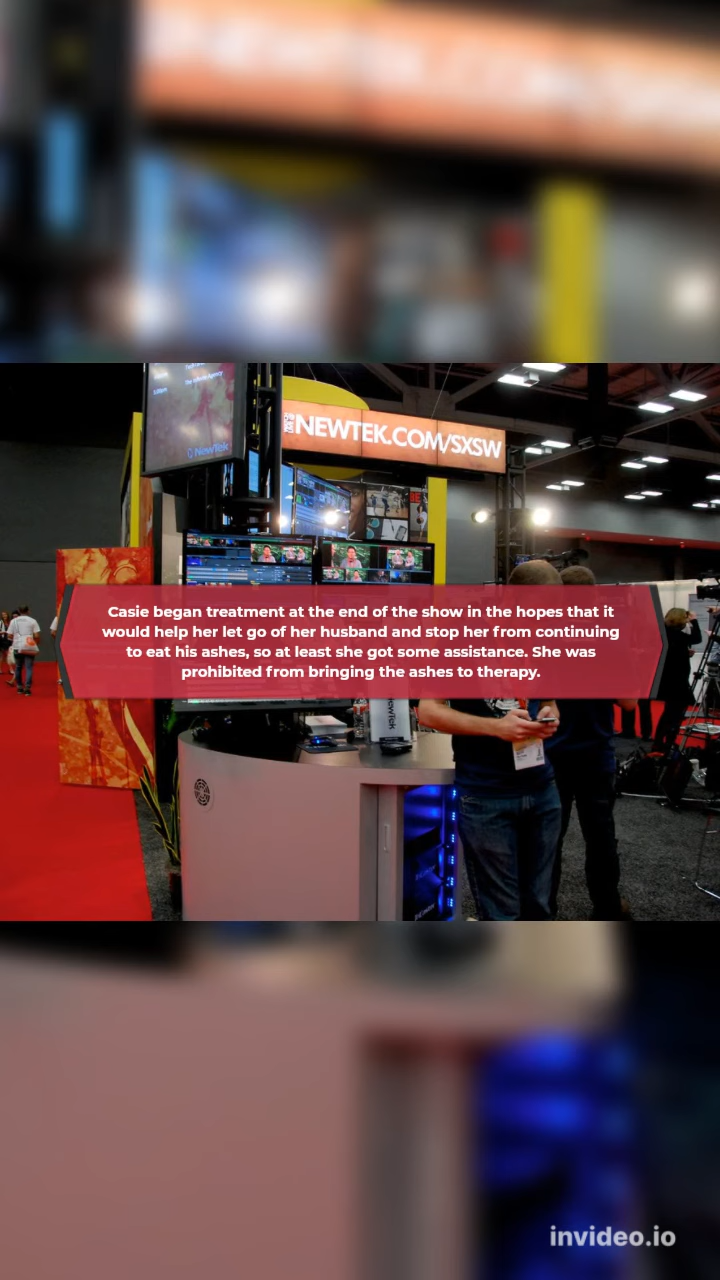 NewTek
NEWTEK.COM/SXSW
Casie began treatment at the end of the show in the hopes that it
would help her let go of her husband and stop her from continuing
to eat his ashes, so at least she got some assistance. She was
prohibited from bringing the ashes to therapy.
NewTek
invideo.io